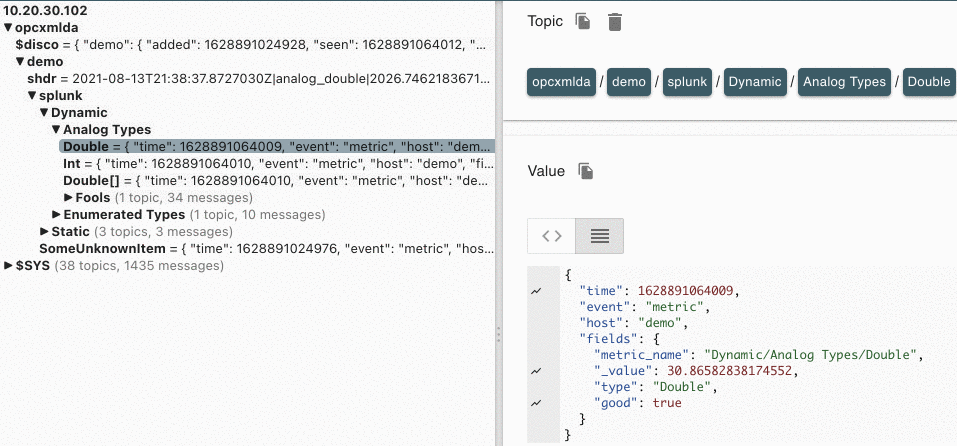 10.20.30.102
▼opcxmlda
$disco = { "demo": { "added": 1628891024928, "seen": 1628891064012, "...
▼demo
shdr = 2021-08-13T21:38:37.8727030Z|analog_double|2026.7462183671...
▼splunk
▼Dynamic
▼Analog Types
Double = { "time": 1628891064009, "event": "metric", "host": "dem...
Int = { "time": 1628891064010, "event": "metric", "host": "demo", "fi...
Double[] = { "time": 1628891064010, "event": "metric", "host": "de...
▶Fools (1 topic, 34 messages)
▶Enumerated Types (1 topic, 10 messages)
▶Static (3 topics, 3 messages)
SomeUnknownItem = { "time": 1628891024976, "event": "metric", "hos...
▶$SYS (38 topics, 1435 messages)
Topic
opcxmlda / demo / splunk / Dynamic / Analog Types / Double
Value
{
"time": 1628891064009,
"event": "metric",
"host": "demo",
"fields": {
"metric_name": "Dynamic/Analog Types/Double",
"_value": 30.86582838174552,
"type": "Double",
"good": true
}
}